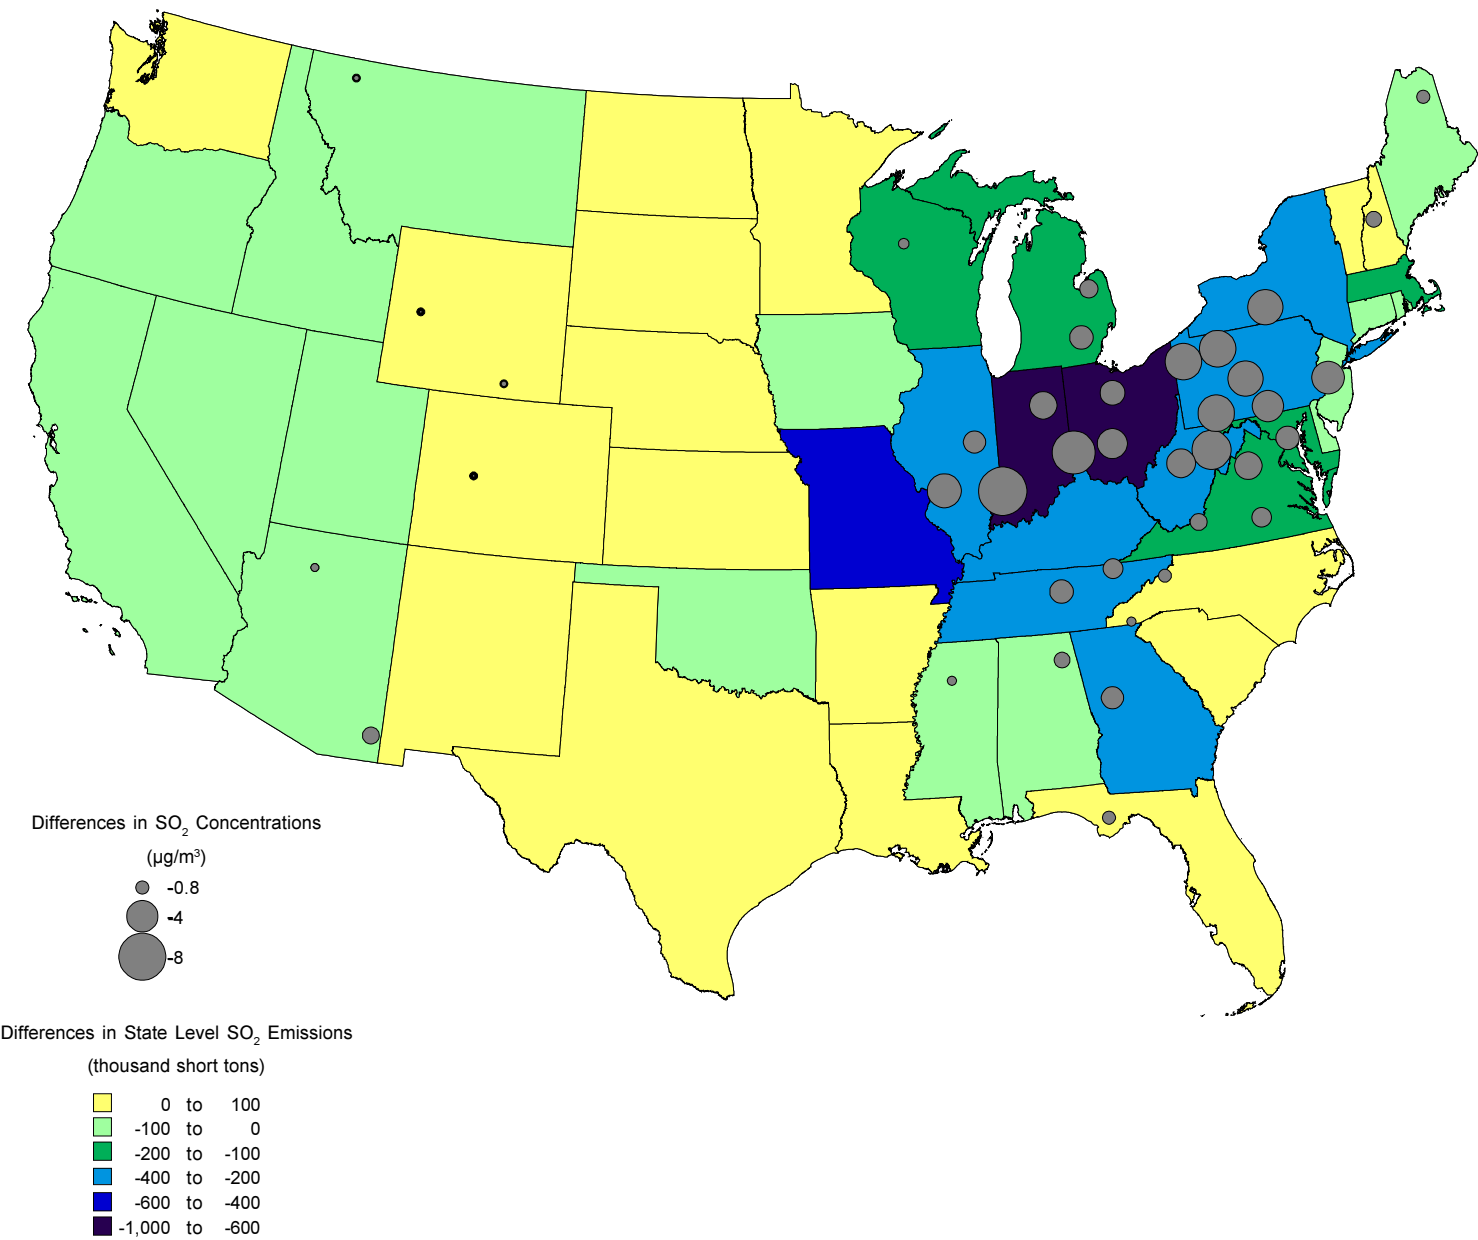 Differences in SO₂ Concentrations
(µg/m³)
-0.8
-4
-8
Differences in State Level SO₂ Emissions
(thousand short tons)
0 to 100
-100 to 0
-200 to -100
-400 to -200
-600 to -400
-1,000 to -600